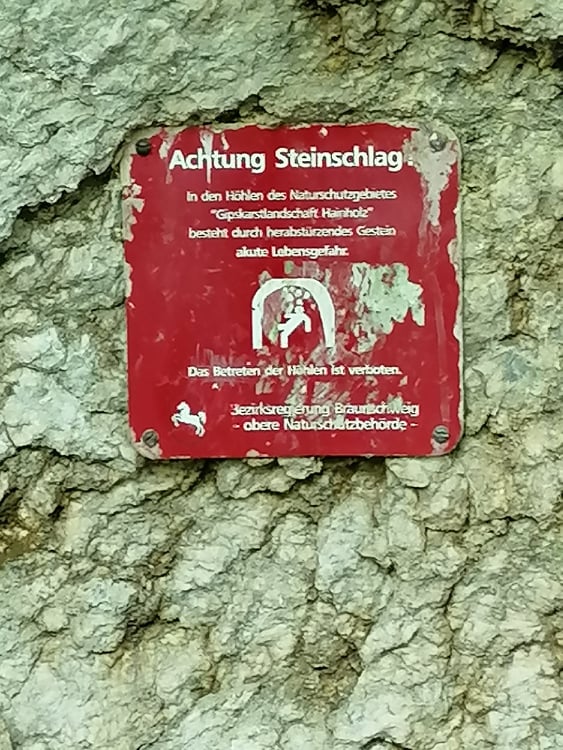 Achtung Steinschlag!
In den Höhlen des Naturschutzgebietes
"Gipskarstlandschaft Hainholz"
besteht durch herabstürzendes Gestein
akute Lebensgefahr.
Das Betreten der Höhlen ist verboten.
Bezirksregierung Braunschweig
- obere Naturschutzbehörde -